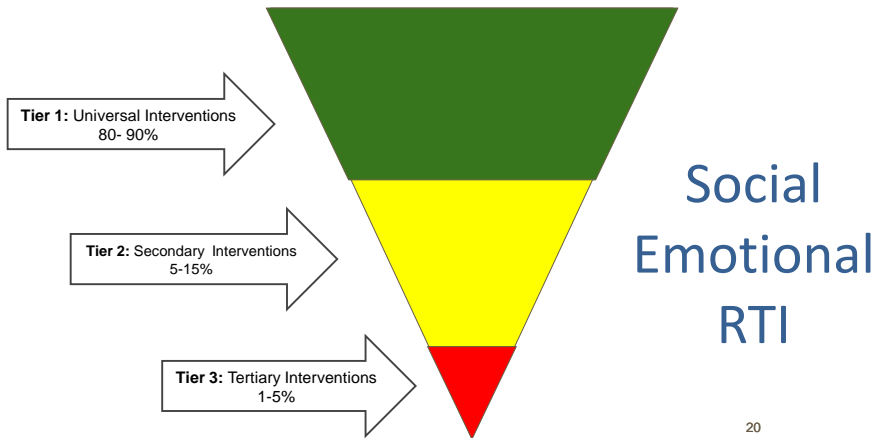 Tier 1: Universal Interventions
80- 90%
Tier 2: Secondary Interventions
5-15%
Tier 3: Tertiary Interventions
1-5%
Social
Emotional
RTI
20